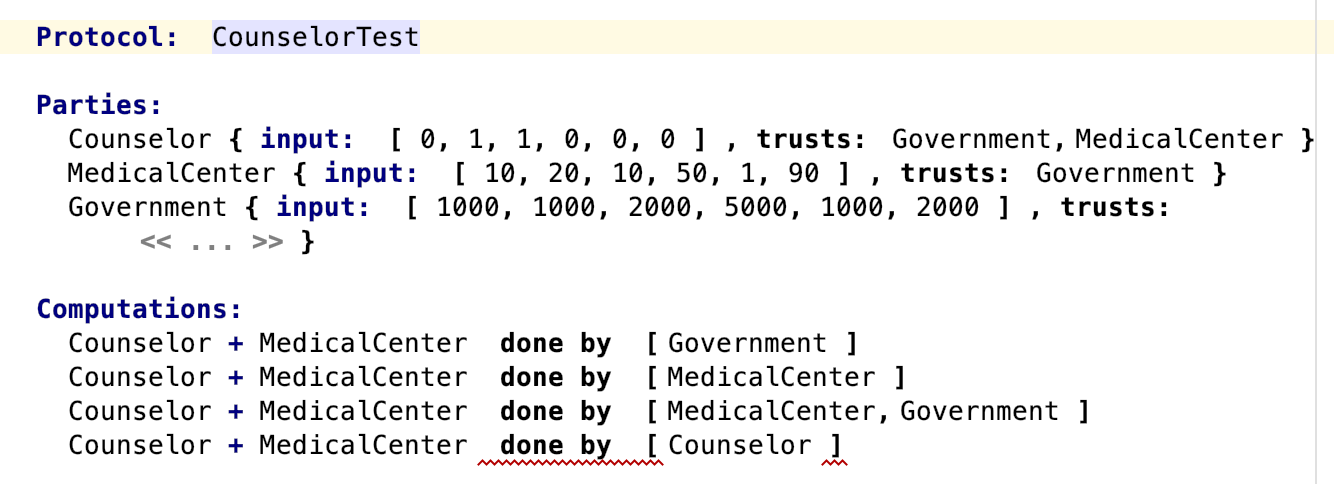 Protocol: CounselorTest
Parties:
Counselor { input: [ 0, 1, 1, 0, 0, 0 ] , trusts: Government, MedicalCenter }
MedicalCenter { input: [ 10, 20, 10, 50, 1, 90 ] , trusts: Government }
Government { input: [ 1000, 1000, 2000, 5000, 1000, 2000 ] , trusts:
<< ... >> }
Computations:
Counselor + MedicalCenter done by [ Government ]
Counselor + MedicalCenter done by [ MedicalCenter ]
Counselor + MedicalCenter done by [ MedicalCenter, Government ]
Counselor + MedicalCenter done by [ Counselor ]